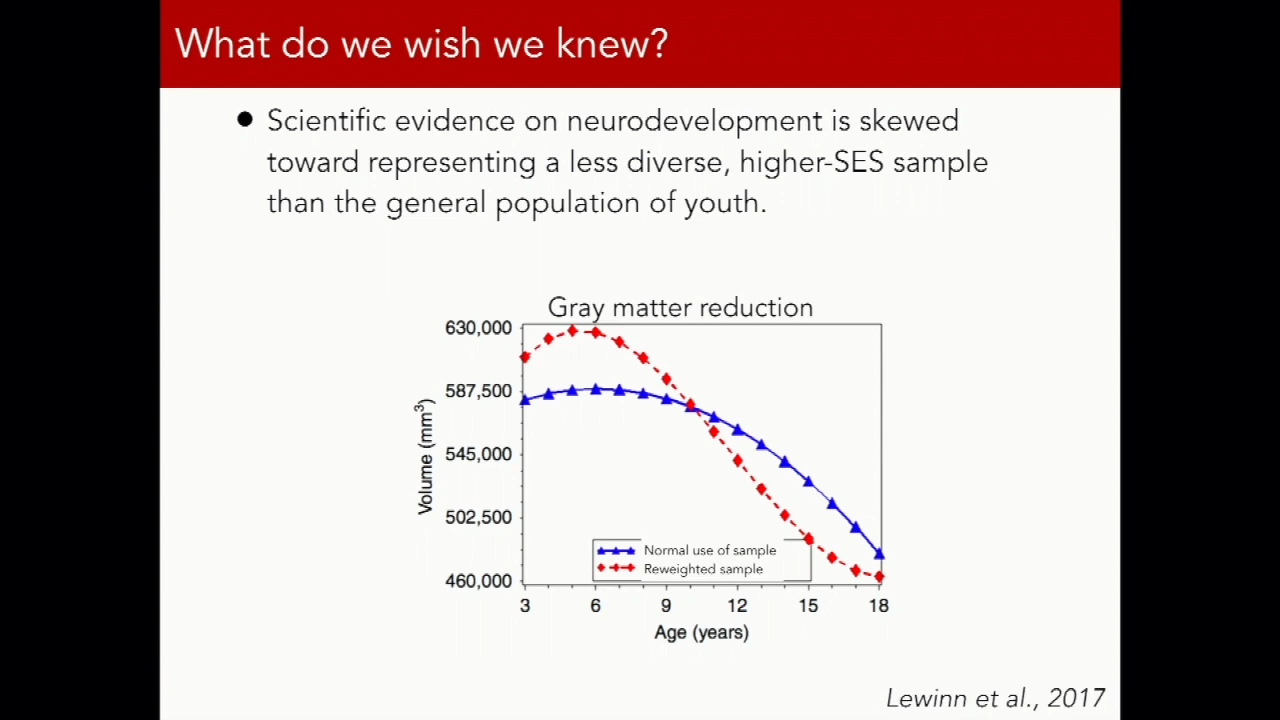 What do we wish we knew?
● Scientific evidence on neurodevelopment is skewed
toward representing a less diverse, higher-SES sample
than the general population of youth.
Gray matter reduction
630,000
587,500
545,000
502,500
460,000
Volume (mm³)
Normal use of sample
Reweighted sample
3 6 9 12 15 18
Age (years)
Lewinn et al., 2017